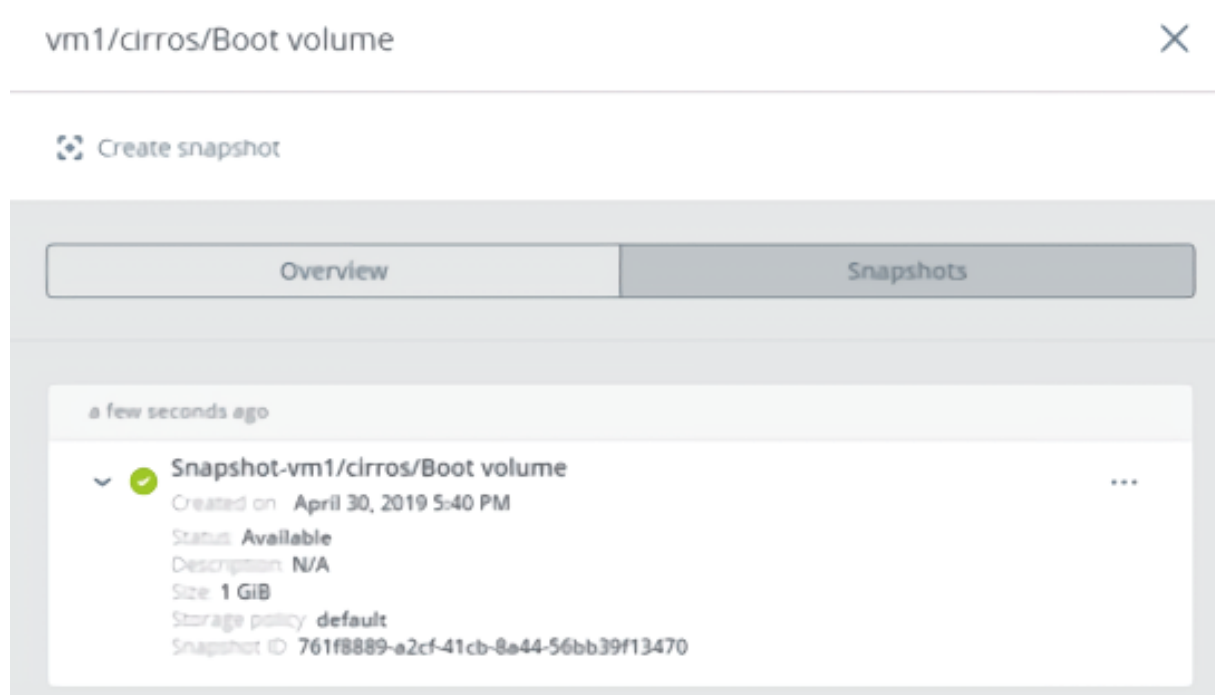 vm1/cirros/Boot volume
Create snapshot
Overview
Snapshots
a few seconds ago
Snapshot-vm1/cirros/Boot volume
Created on April 30, 2019 5:40 PM
Status: Available
Description: N/A
Size: 1 GiB
Storage policy: default
Snapshot ID: 761f8889-a2cf-41cb-8a44-56bb39f13470